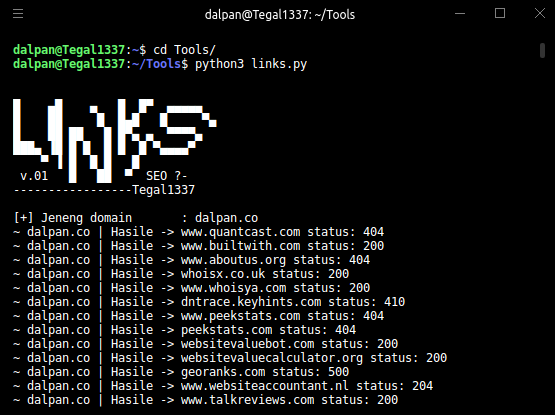 dalpan@Tegal1337: ~/Tools
dalpan@Tegal1337:~$ cd Tools/
dalpan@Tegal1337:~/Tools$ python3 links.py
LINKS
v.01 SEO ?-
-----------------Tegal1337
[+] Jeneng domain : dalpan.co
~ dalpan.co | Hasile -> www.quantcast.com status: 404
~ dalpan.co | Hasile -> www.builtwith.com status: 200
~ dalpan.co | Hasile -> www.aboutus.org status: 404
~ dalpan.co | Hasile -> whoisx.co.uk status: 200
~ dalpan.co | Hasile -> www.whoisya.com status: 200
~ dalpan.co | Hasile -> dntrace.keyhints.com status: 410
~ dalpan.co | Hasile -> www.peekstats.com status: 404
~ dalpan.co | Hasile -> peekstats.com status: 404
~ dalpan.co | Hasile -> websitevaluebot.com status: 200
~ dalpan.co | Hasile -> websitevaluecalculator.org status: 200
~ dalpan.co | Hasile -> georanks.com status: 500
~ dalpan.co | Hasile -> www.websiteaccountant.nl status: 204
~ dalpan.co | Hasile -> www.talkreviews.com status: 200